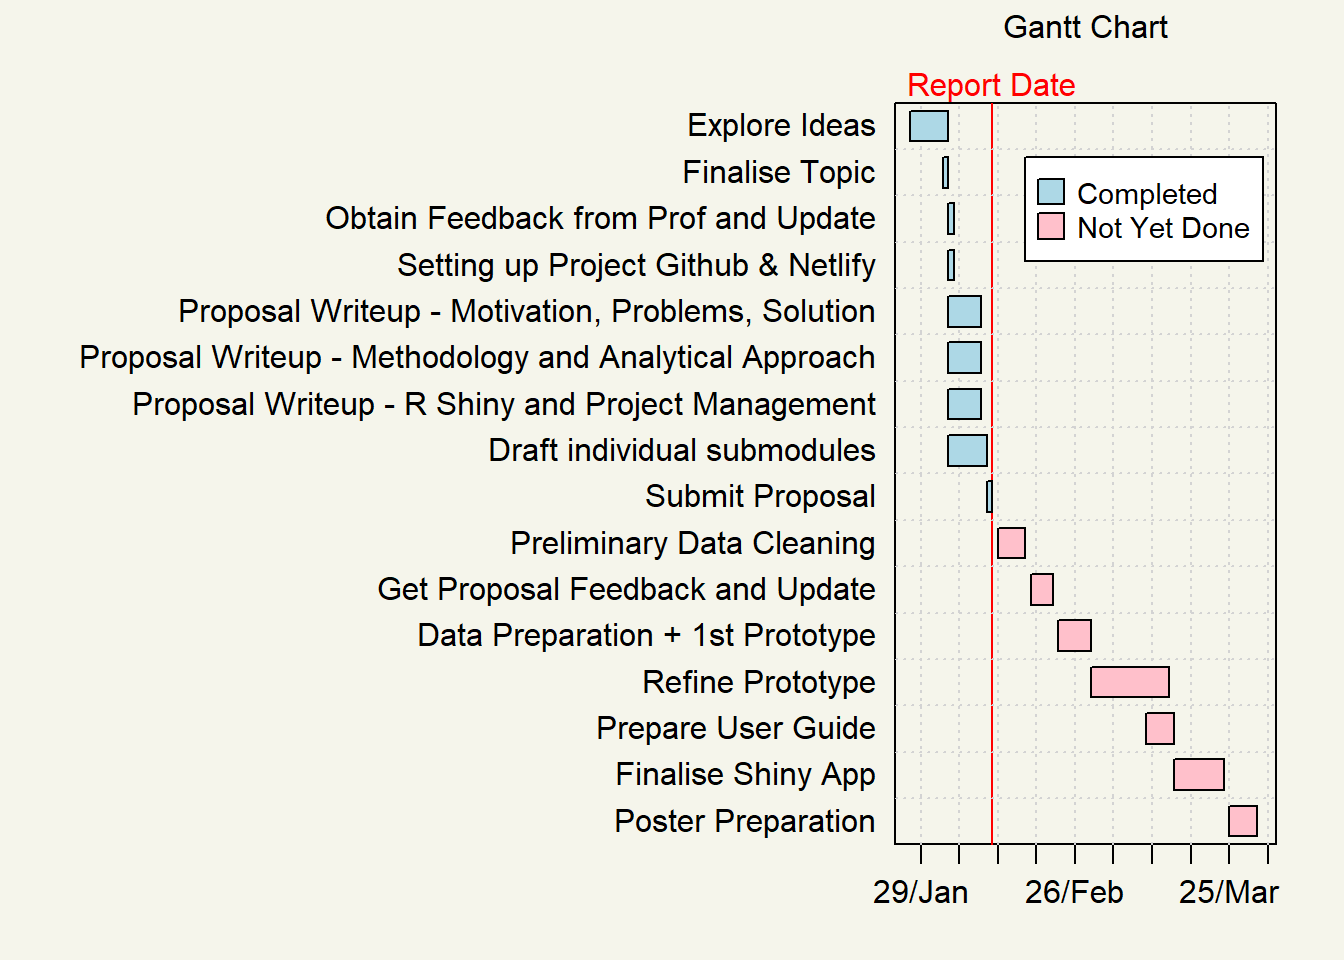 Gantt Chart
Report Date
Explore Ideas
Finalise Topic
Obtain Feedback from Prof and Update
Setting up Project Github & Netlify
Proposal Writeup - Motivation, Problems, Solution
Proposal Writeup - Methodology and Analytical Approach
Proposal Writeup - R Shiny and Project Management
Draft individual submodules
Submit Proposal
Preliminary Data Cleaning
Get Proposal Feedback and Update
Data Preparation + 1st Prototype
Refine Prototype
Prepare User Guide
Finalise Shiny App
Poster Preparation
Completed
Not Yet Done
29/Jan
26/Feb
25/Mar